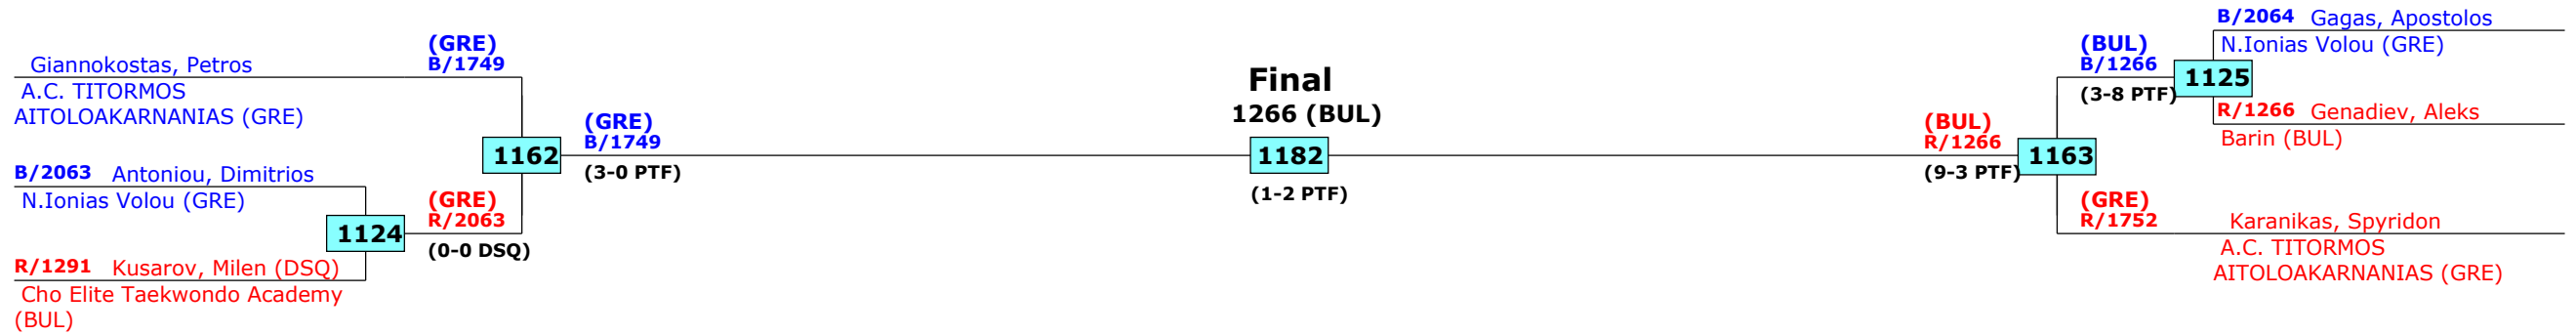 Giannokostas, Petros
A.C. TITORMOS
AITOLOAKARNANIAS (GRE)
(GRE)
B/1749
B/2063 Antoniou, Dimitrios
N.Ionias Volou (GRE)
1124
R/1291 Kusarov, Milen (DSQ)
Cho Elite Taekwondo Academy
(BUL)
(GRE)
R/2063
(0-0 DSQ)
1162
(GRE)
B/1749
(3-0 PTF)
Final
1266 (BUL)
1182
(1-2 PTF)
(BUL)
R/1266
(9-3 PTF)
1163
(BUL)
B/1266
(3-8 PTF)
1125
B/2064 Gagas, Apostolos
N.Ionias Volou (GRE)
R/1266 Genadiev, Aleks
Barin (BUL)
(GRE)
R/1752
Karanikas, Spyridon
A.C. TITORMOS
AITOLOAKARNANIAS (GRE)